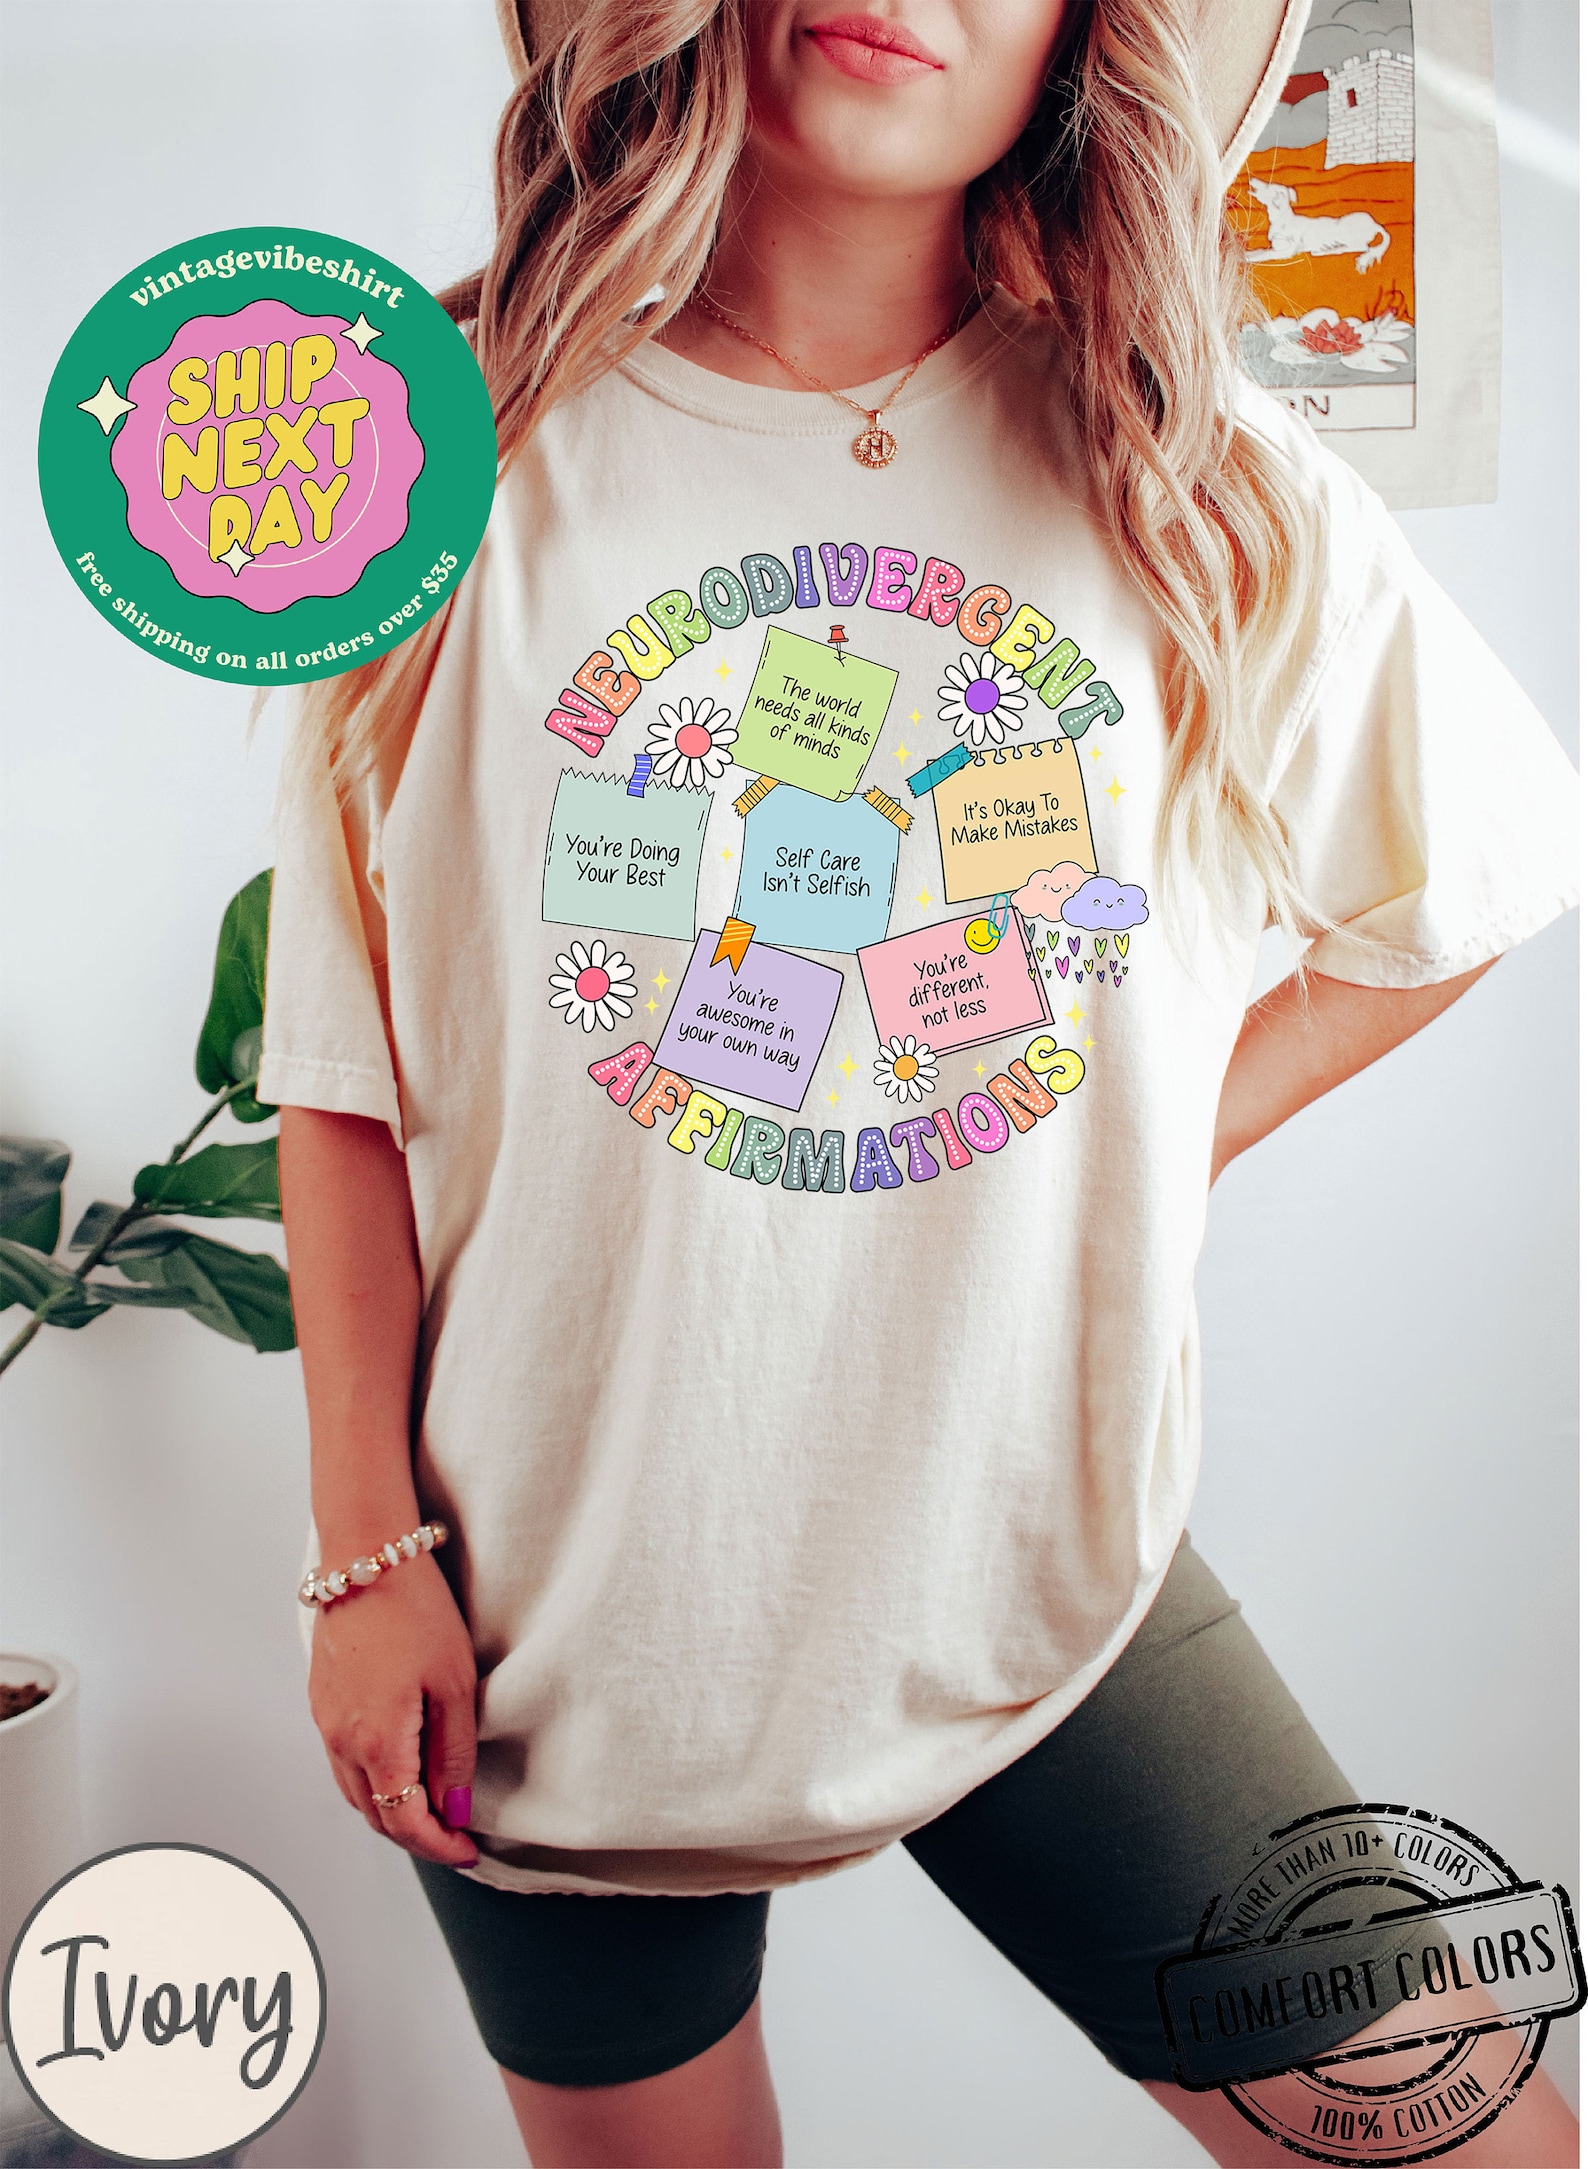 vintagevibeshirt
SHIP
NEXT
DAY
free shipping on all orders over $35
H
NEURODIVERGENT
The world
needs all kinds
of minds
You're Doing
Your Best
Self Care
Isn't Selfish
It's Okay To
Make Mistakes
You're
awesome in
your own way
You're
different,
not less
AFFIRMATIONS
Ivory
MORE THAN 10+ COLORS
COMFORT COLORS
100% COTTON